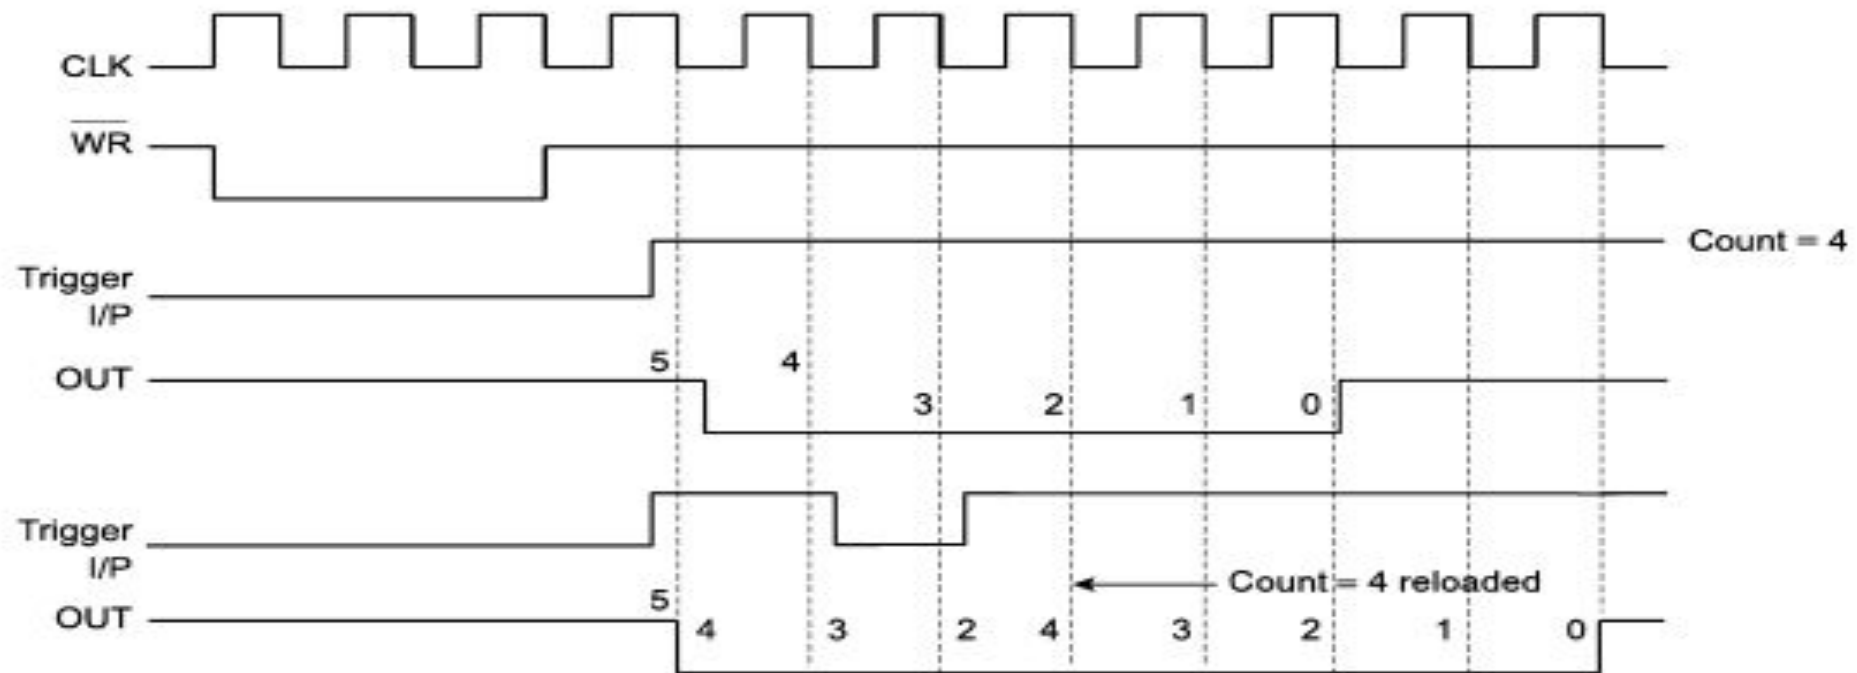 CLK
WR
Count = 4
Trigger
I/P
5 4
OUT
3 2 1 0
Trigger
I/P
Count = 4 reloaded
5
OUT
4 3 2 4 3 2 1 0